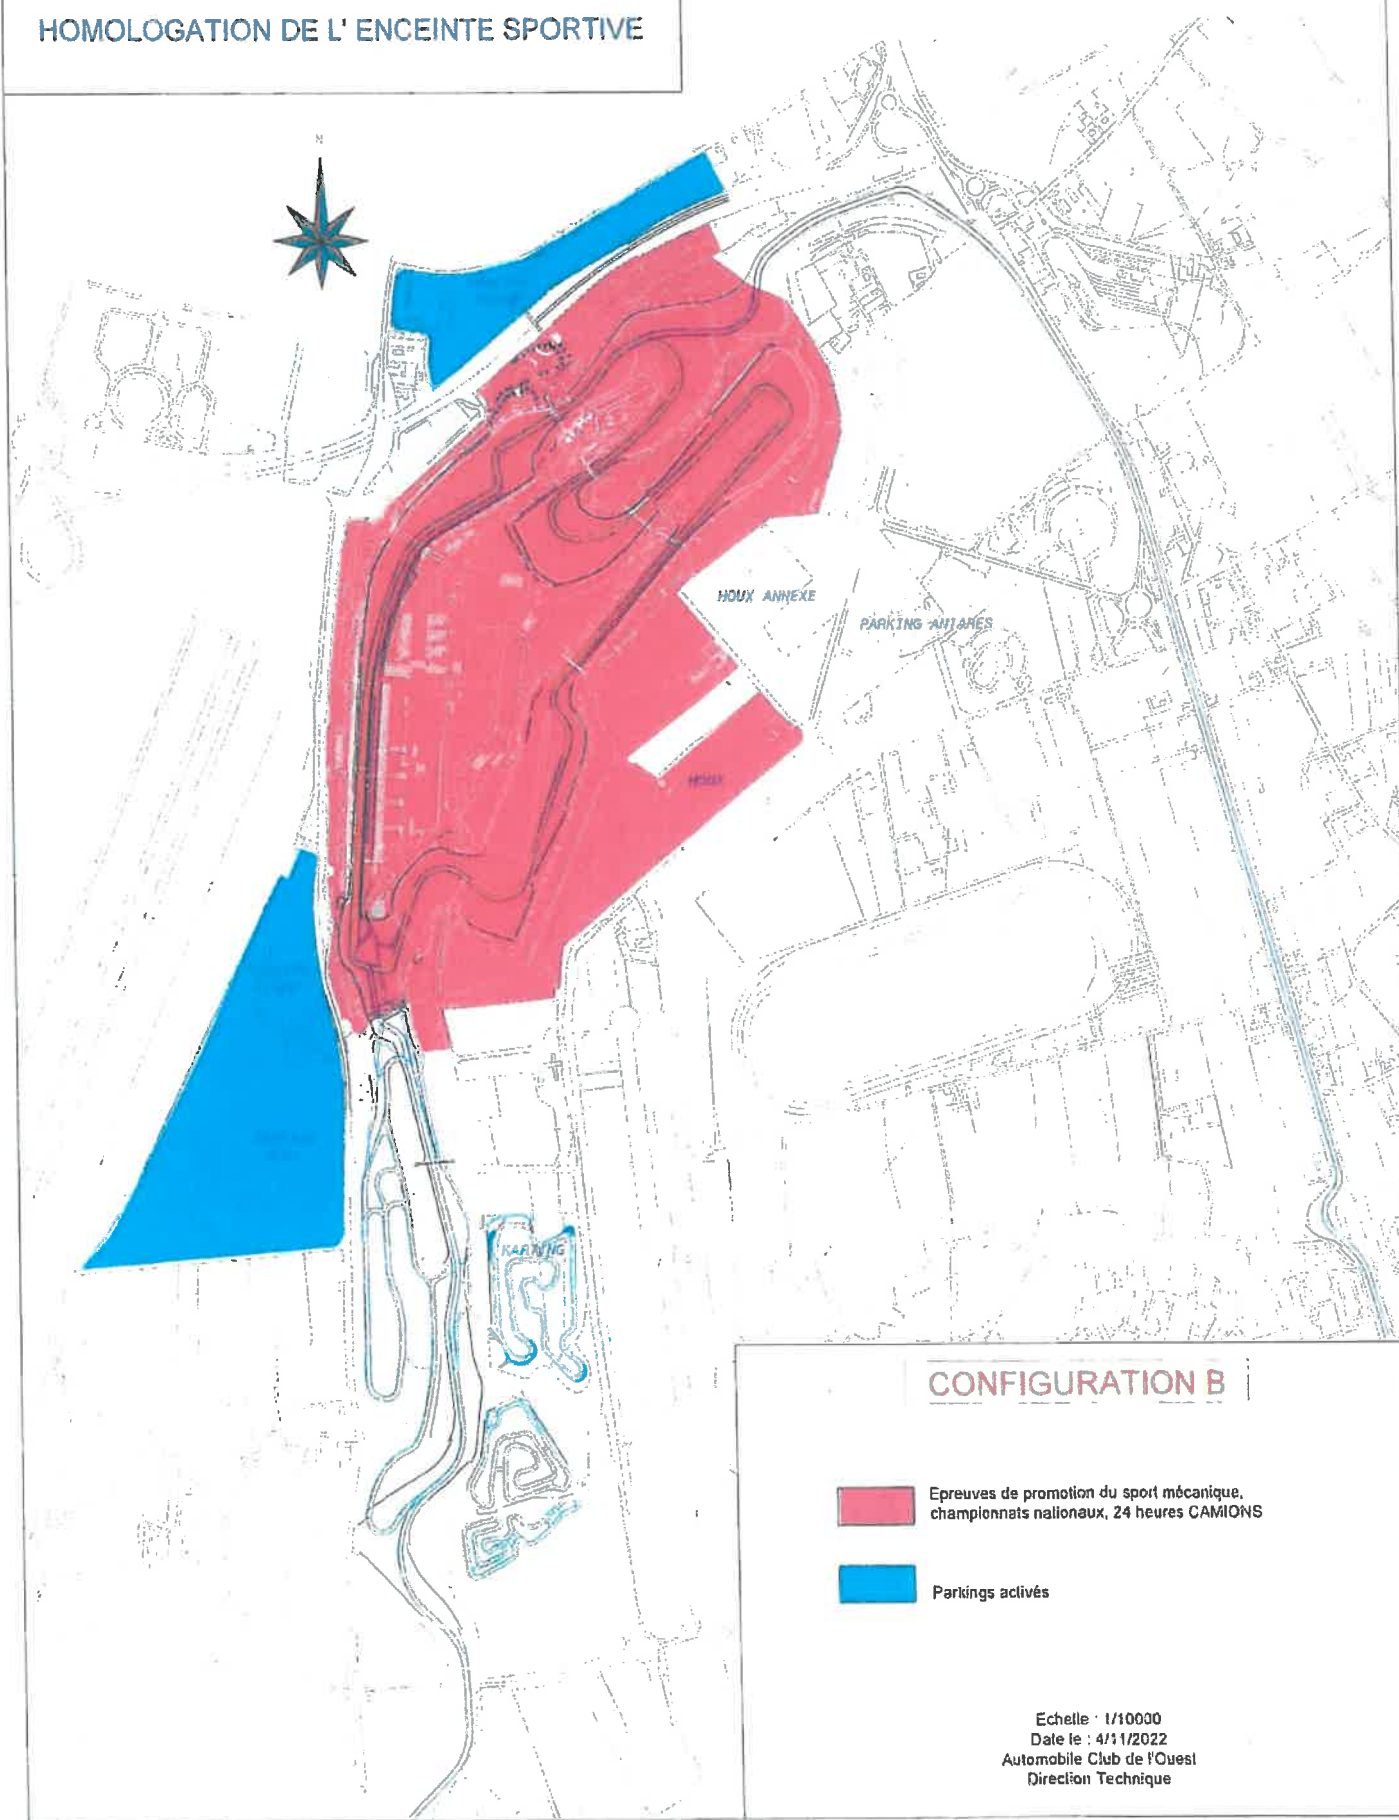 HOMOLOGATION DE L' ENCEINTE SPORTIVE
N
HOUX ANNEXE
PARKING ANTARES
HOUX
KARTING
CONFIGURATION B
Epreuves de promotion du sport mécanique,
championnats nationaux, 24 heures CAMIONS
Parkings activés
Echelle : 1/10000
Date le : 4/11/2022
Automobile Club de l'Ouest
Direction Technique